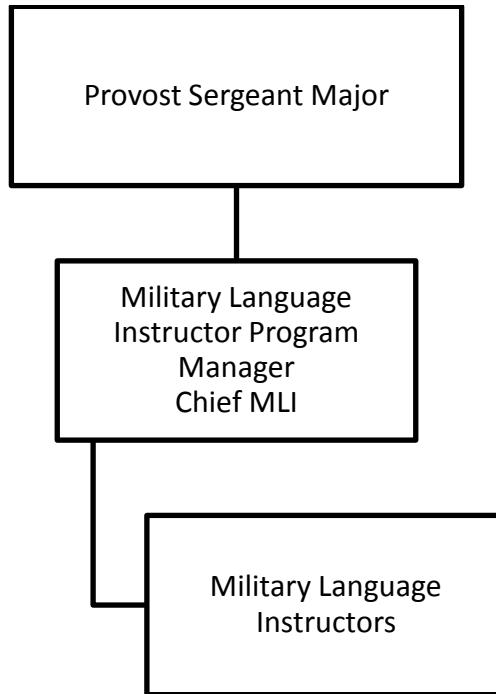 Provost Sergeant Major
Military Language
Instructor Program
Manager
Chief MLI
Military Language
Instructors